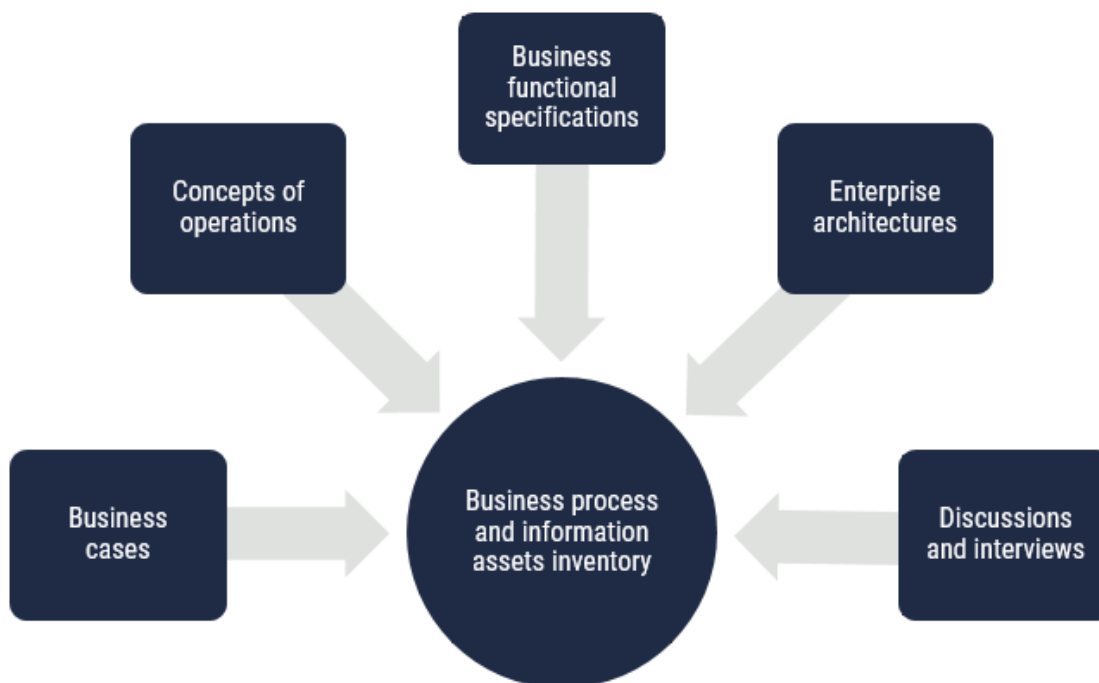 Business
functional
specifications
Concepts of
operations
Enterprise
architectures
Business
cases
Business process
and information
assets inventory
Discussions
and interviews